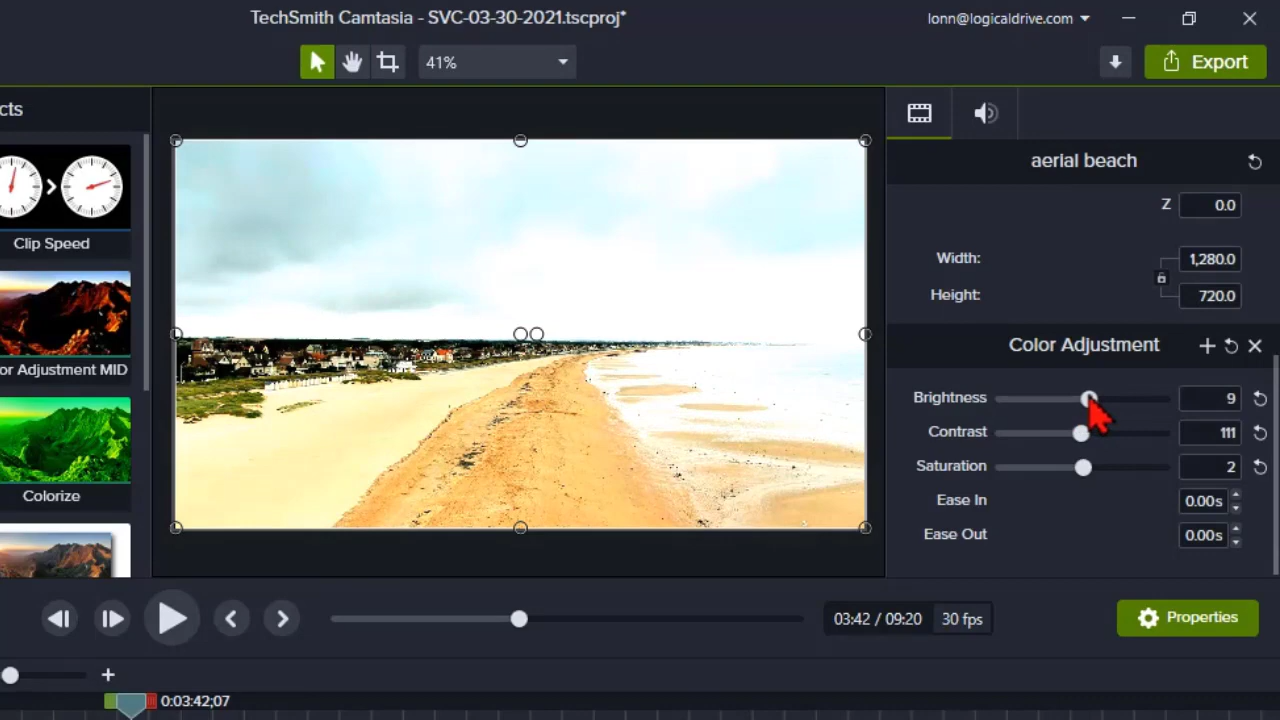 TechSmith Camtasia - SVC-03-30-2021.tscproj*
lonn@logicaldrive.com
41%
Export
cts
aerial beach
Z 0.0
Clip Speed
Width: 1,280.0
Height: 720.0
Color Adjustment
or Adjustment MID
Brightness 9
Contrast 111
Saturation 2
Colorize
Ease In 0.00s
Ease Out 0.00s
03:42 / 09:20 30 fps
Properties
0:03:42;07